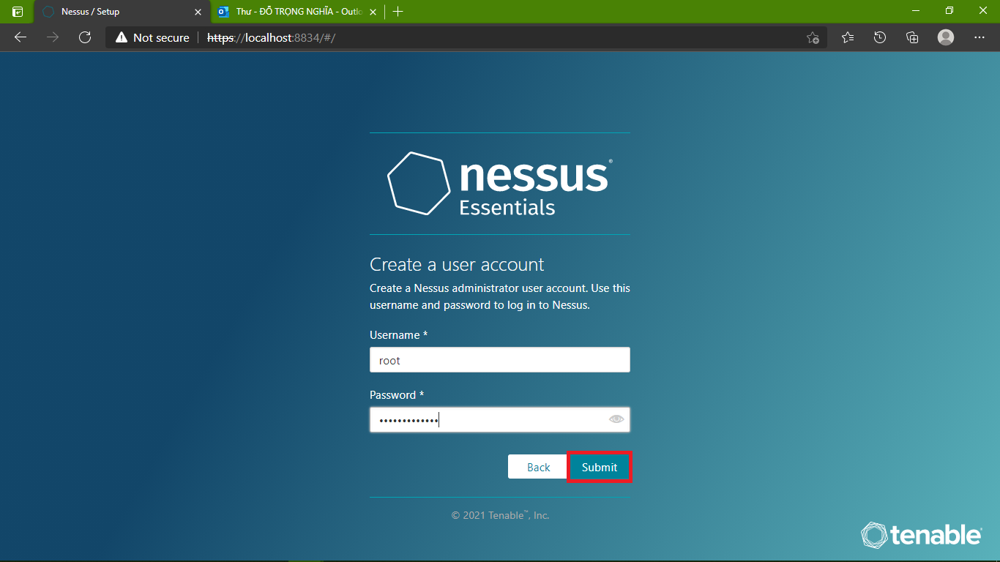 Nessus / Setup
Thư - ĐỖ TRỌNG NGHĨA - Outlo
Not secure
https://localhost:8834/#/
nessus®
Essentials
Create a user account
Create a Nessus administrator user account. Use this
username and password to log in to Nessus.
Username *
root
Password *
•••••••••••••
Back
Submit
© 2021 Tenable™, Inc.
tenable®